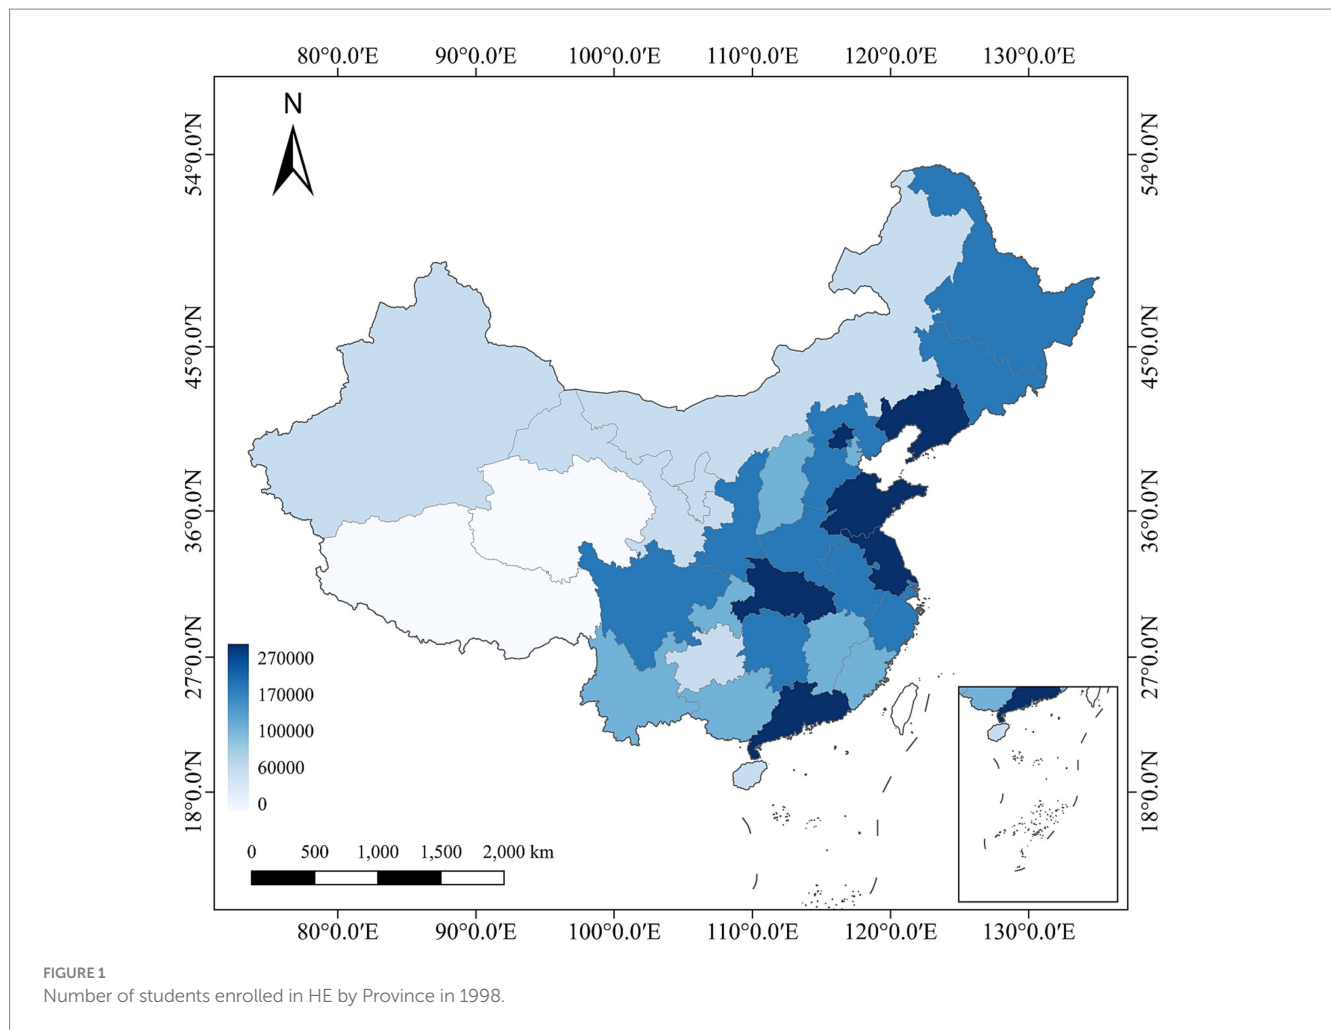 80°0.0′E 90°0.0′E 100°0.0′E 110°0.0′E 120°0.0′E 130°0.0′E
N
54°0.0′N 54°0.0′N
45°0.0′N 45°0.0′N
36°0.0′N 36°0.0′N
27°0.0′N 27°0.0′N
270000
170000
100000
60000
0
18°0.0′N 18°0.0′N
0 500 1,000 1,500 2,000 km
80°0.0′E 90°0.0′E 100°0.0′E 110°0.0′E 120°0.0′E 130°0.0′E
FIGURE 1
Number of students enrolled in HE by Province in 1998.